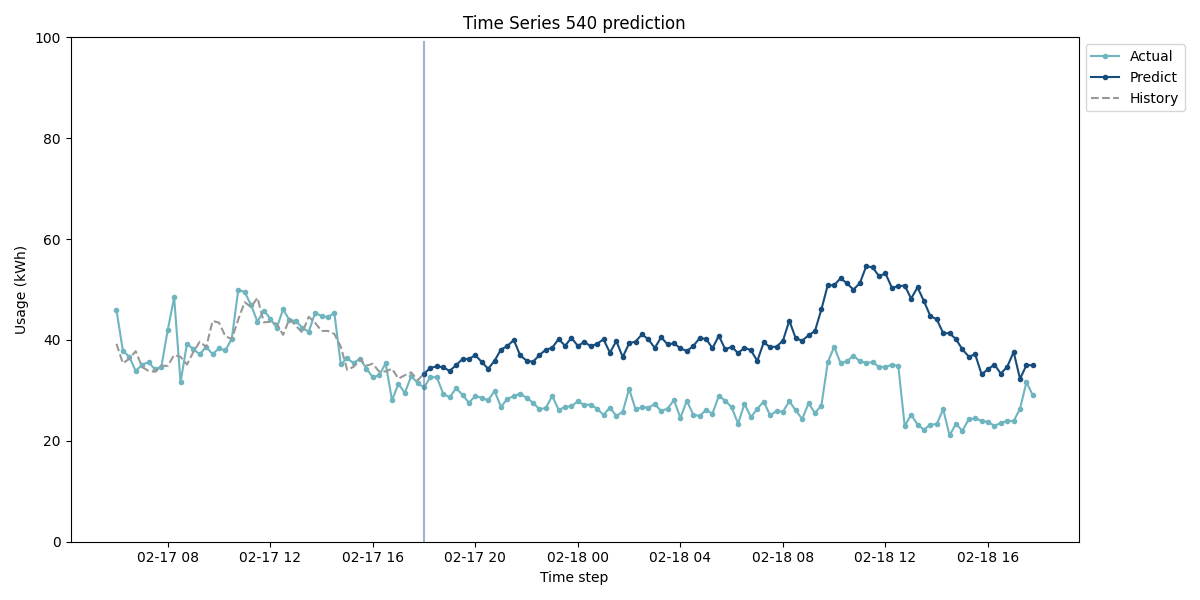 Time Series 540 prediction
100
80
60
40
20
0
Usage (kWh)
02-17 08
02-17 12
02-17 16
02-17 20
02-18 00
02-18 04
02-18 08
02-18 12
02-18 16
Time step
Actual
Predict
History